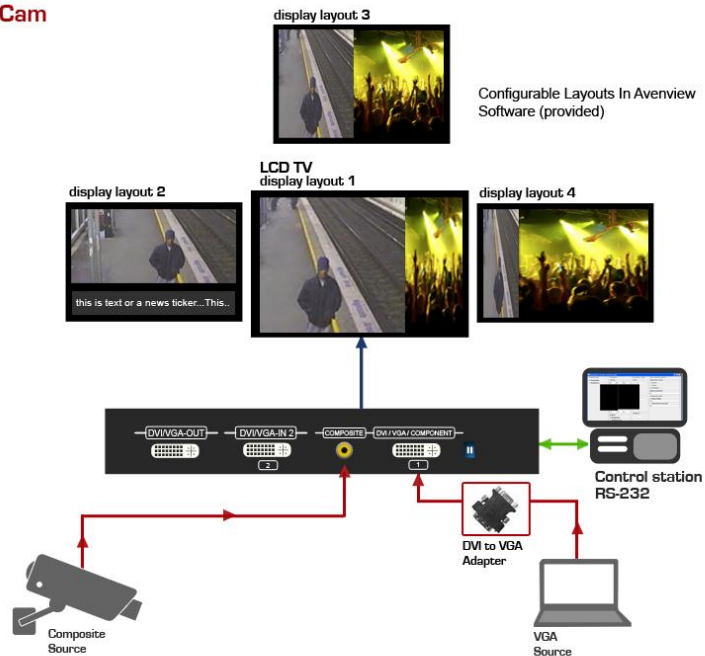 Cam
display layout 3
Configurable Layouts In Avenview
Software (provided)
LCD TV
display layout 1
display layout 2
display layout 4
this is text or a news ticker...This..
DVI/VGA-OUT
DVI/VGA-IN 2
COMPOSITE
DVI / VGA / COMPONENT
2
1
Control station
RS-232
DVI to VGA
Adapter
Composite
Source
VGA
Source